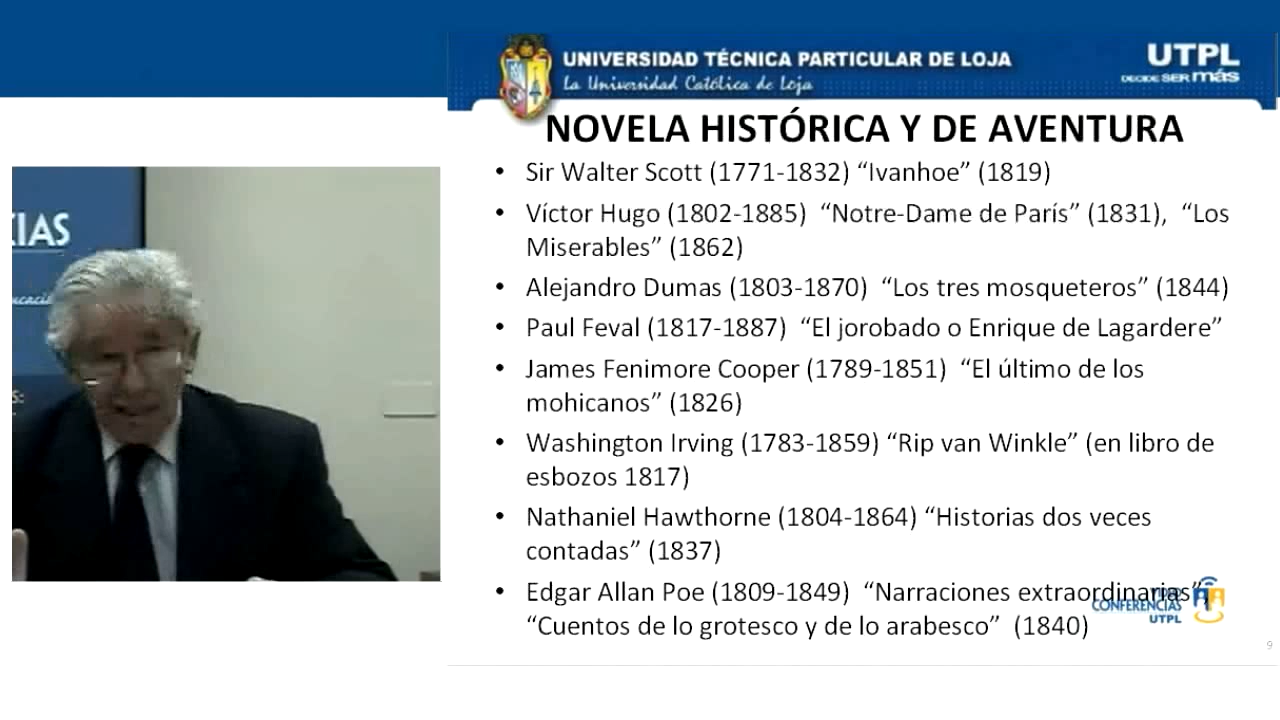 UNIVERSIDAD TÉCNICA PARTICULAR DE LOJA
La Universidad Católica de Loja
UTPL
DECIDE SER más
NOVELA HISTÓRICA Y DE AVENTURA
• Sir Walter Scott (1771-1832) “Ivanhoe” (1819)
• Víctor Hugo (1802-1885) “Notre-Dame de París” (1831), “Los
Miserables” (1862)
• Alejandro Dumas (1803-1870) “Los tres mosqueteros” (1844)
• Paul Feval (1817-1887) “El jorobado o Enrique de Lagardere”
• James Fenimore Cooper (1789-1851) “El último de los
mohicanos” (1826)
• Washington Irving (1783-1859) “Rip van Winkle” (en libro de
esbozos 1817)
• Nathaniel Hawthorne (1804-1864) “Historias dos veces
contadas” (1837)
• Edgar Allan Poe (1809-1849) “Narraciones extraordinarias”,
“Cuentos de lo grotesco y de lo arabesco” (1840)
CONFERENCIAS
UTPL
9